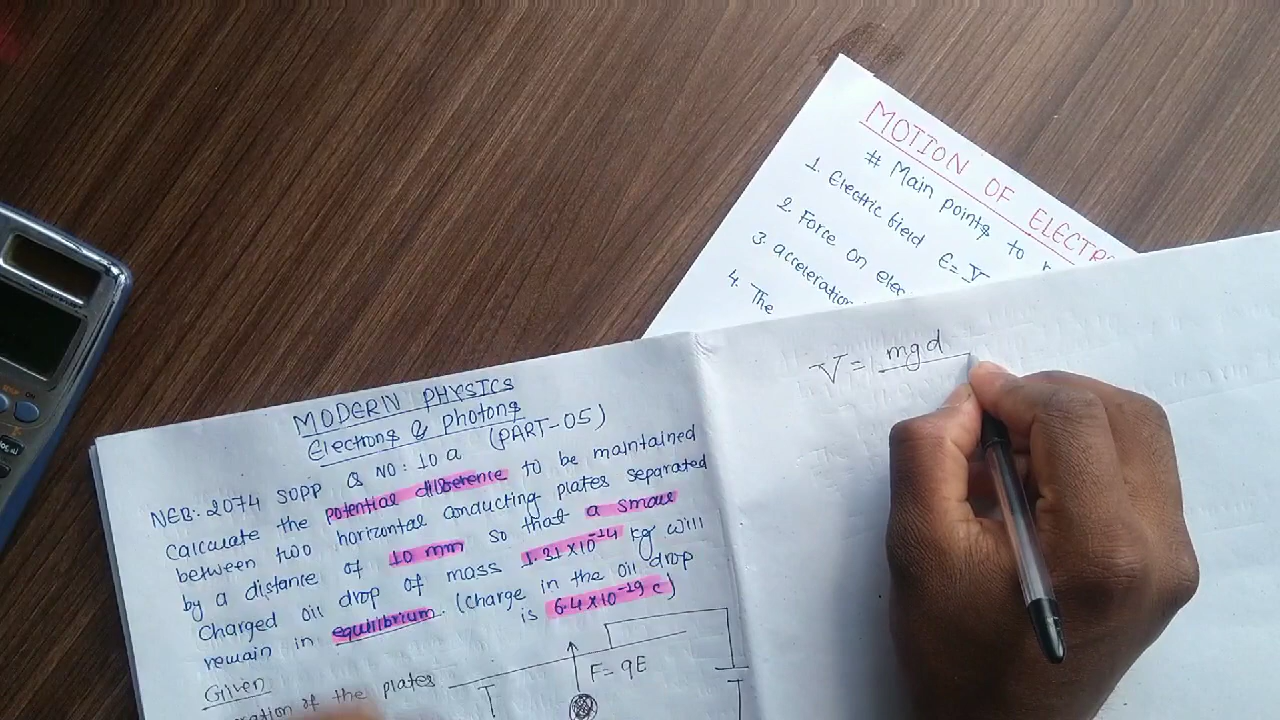 MOTION OF ELECTR
# Main points to
1. Electric field E = V
2. Force on elec
3. acceleration
4. The
V = mgd
MODERN PHYSICS
Electrons & Photons
(PART-05)
NEB:- 2074 SUPP Q NO: 10 a
Calculate the potential difference to be maintained
between two horizontal conducting plates separated
by a distance of 10 mm so that a small
Charged oil drop of mass 1.31×10⁻¹⁴ kg will
remain in equilibrium. (Charge in the oil drop
is 6.4×10⁻¹⁹ c)
Given
ration of the plates
F = qE